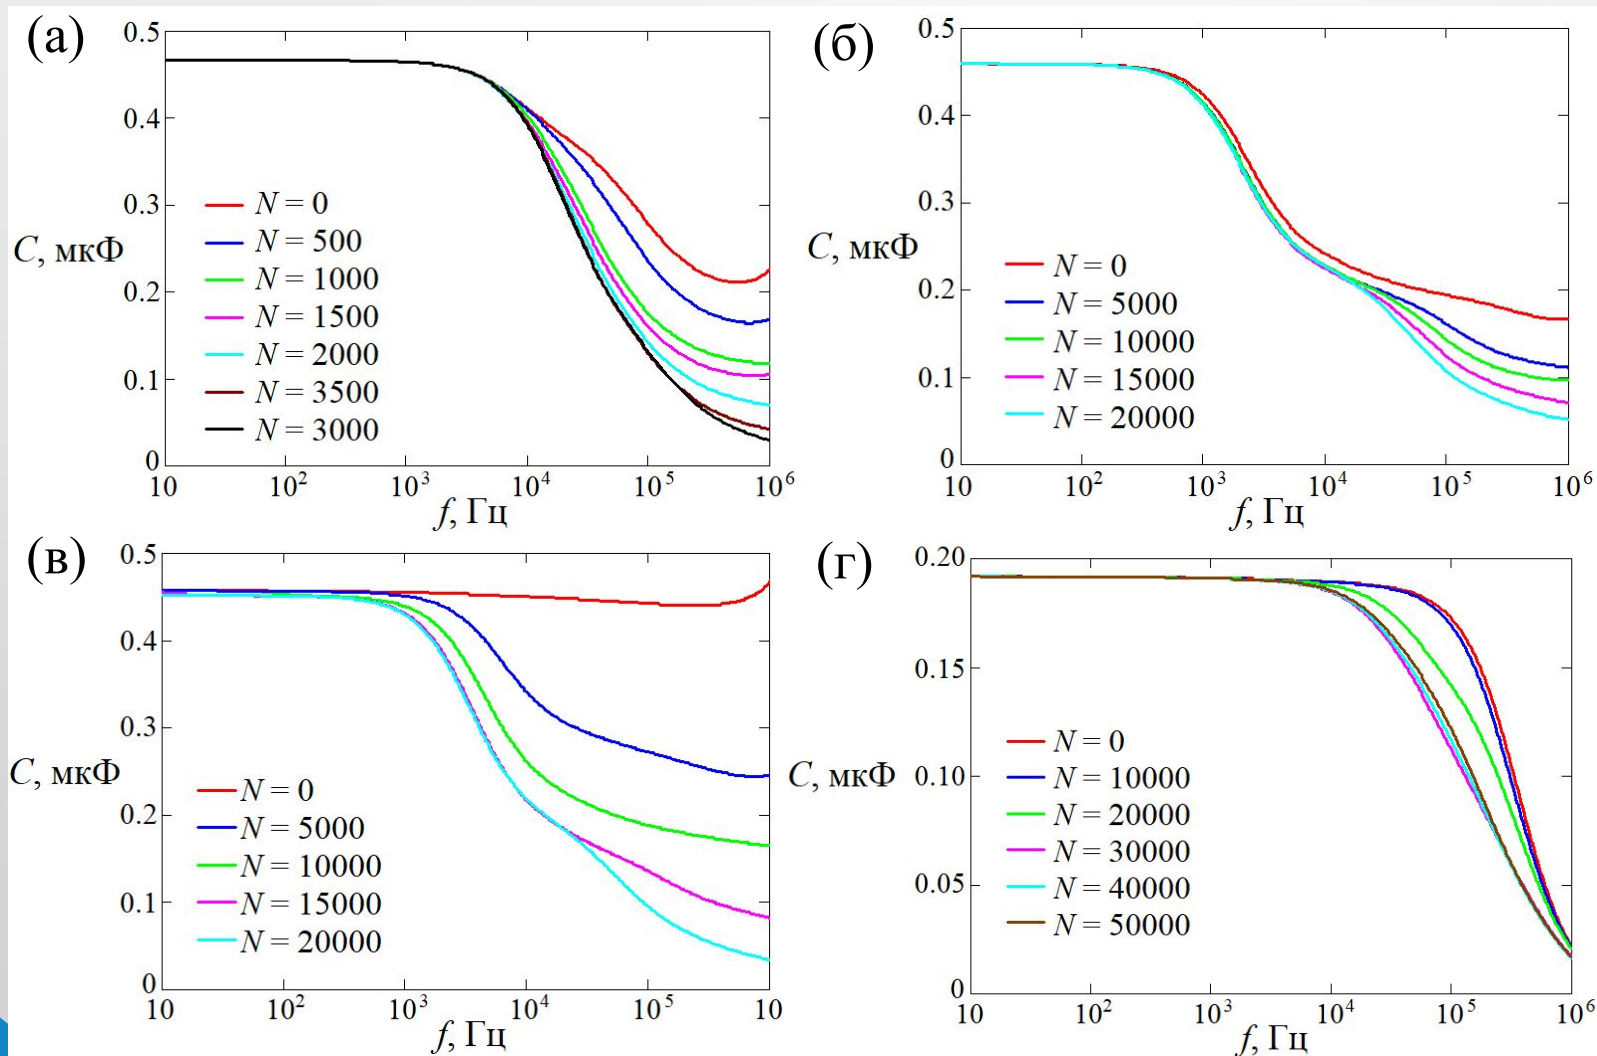 (а)
0.5
0.4
0.3
0.2
0.1
0
C, мкФ
N = 0
N = 500
N = 1000
N = 1500
N = 2000
N = 3500
N = 3000
10 10² 10³ 10⁴ 10⁵ 10⁶
f, Гц
(б)
0.5
0.4
0.3
0.2
0.1
0
C, мкФ
N = 0
N = 5000
N = 10000
N = 15000
N = 20000
10 10² 10³ 10⁴ 10⁵ 10⁶
f, Гц
(в)
0.5
0.4
0.3
0.2
0.1
0
C, мкФ
N = 0
N = 5000
N = 10000
N = 15000
N = 20000
10 10² 10³ 10⁴ 10⁵ 10
f, Гц
(г)
0.20
0.15
0.10
0.05
0
C, мкФ
N = 0
N = 10000
N = 20000
N = 30000
N = 40000
N = 50000
10 10² 10³ 10⁴ 10⁵ 10⁶
f, Гц